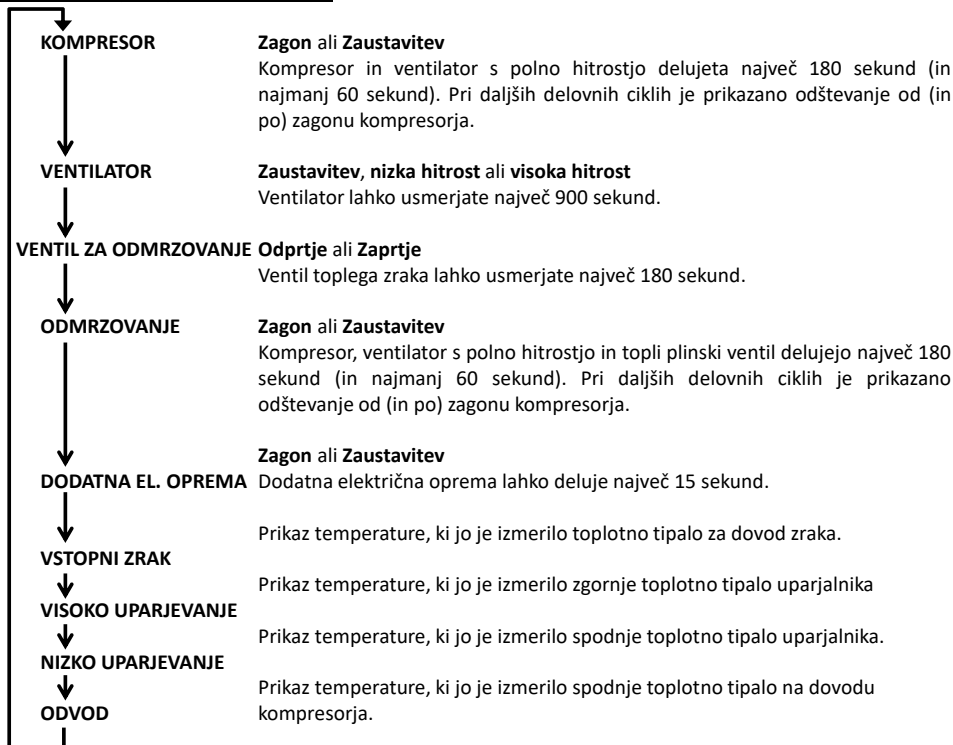 KOMPRESOR Zagon ali Zaustavitev
Kompresor in ventilator s polno hitrostjo delujeta največ 180 sekund (in
najmanj 60 sekund). Pri daljših delovnih ciklih je prikazano odštevanje od (in
po) zagonu kompresorja.
VENTILATOR Zaustavitev, nizka hitrost ali visoka hitrost
Ventilator lahko usmerjate največ 900 sekund.
VENTIL ZA ODMRZOVANJE Odprtje ali Zaprtje
Ventil toplega zraka lahko usmerjate največ 180 sekund.
ODMRZOVANJE Zagon ali Zaustavitev
Kompresor, ventilator s polno hitrostjo in topli plinski ventil delujejo največ 180
sekund (in najmanj 60 sekund). Pri daljših delovnih ciklih je prikazano
odštevanje od (in po) zagonu kompresorja.
Zagon ali Zaustavitev
DODATNA EL. OPREMA Dodatna električna oprema lahko deluje največ 15 sekund.
Prikaz temperature, ki jo je izmerilo toplotno tipalo za dovod zraka.
VSTOPNI ZRAK
Prikaz temperature, ki jo je izmerilo zgornje toplotno tipalo uparjalnika
VISOKO UPARJEVANJE
Prikaz temperature, ki jo je izmerilo spodnje toplotno tipalo uparjalnika.
NIZKO UPARJEVANJE
Prikaz temperature, ki jo je izmerilo spodnje toplotno tipalo na dovodu
ODVOD kompresorja.